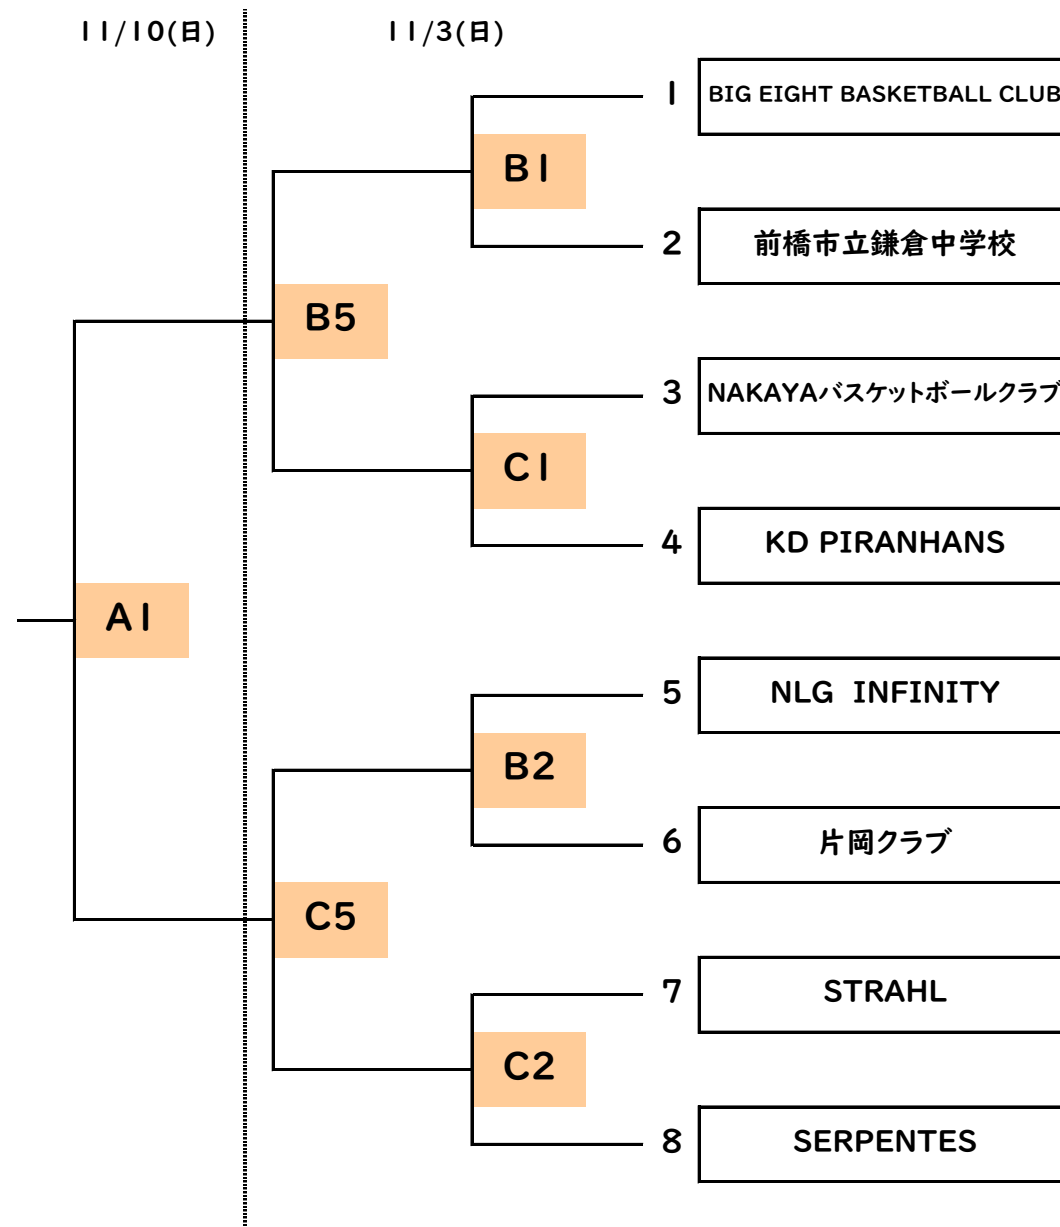 11/10(日)
11/3(日)
1 BIG EIGHT BASKETBALL CLUB
B1
2 前橋市立鎌倉中学校
B5
3 NAKAYAバスケットボールクラブ
C1
4 KD PIRANHANS
A1
5 NLG INFINITY
B2
6 片岡クラブ
C5
7 STRAHL
C2
8 SERPENTES